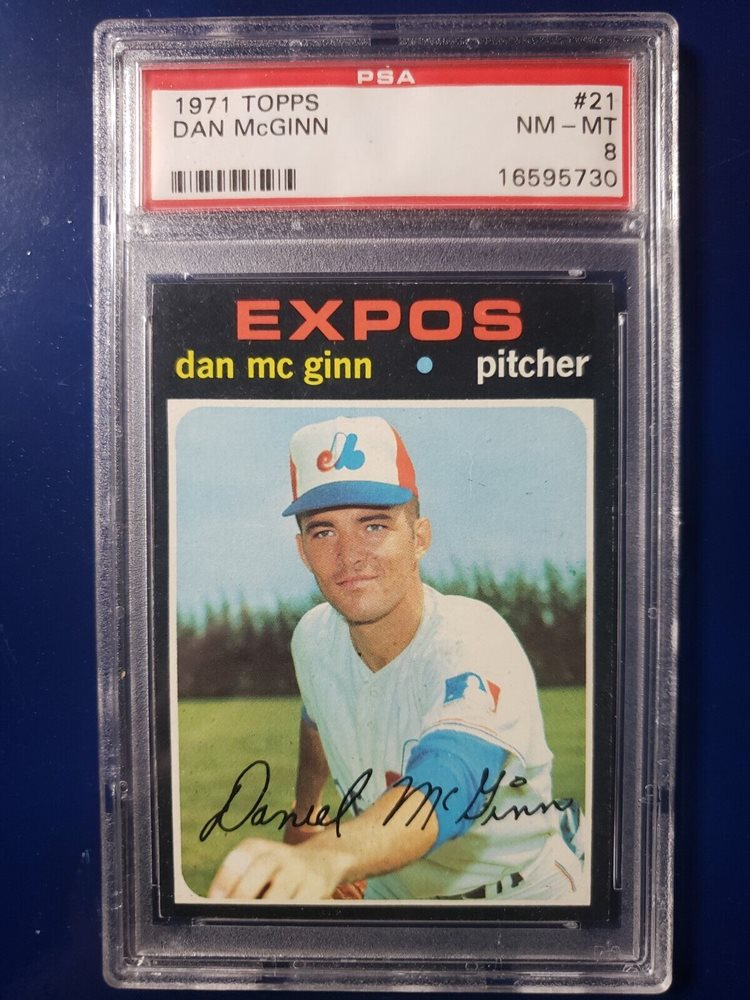 PSA
1971 TOPPS #21
DAN McGINN NM - MT
8
16595730
EXPOS
dan mc ginn • pitcher
Daniel McGinn